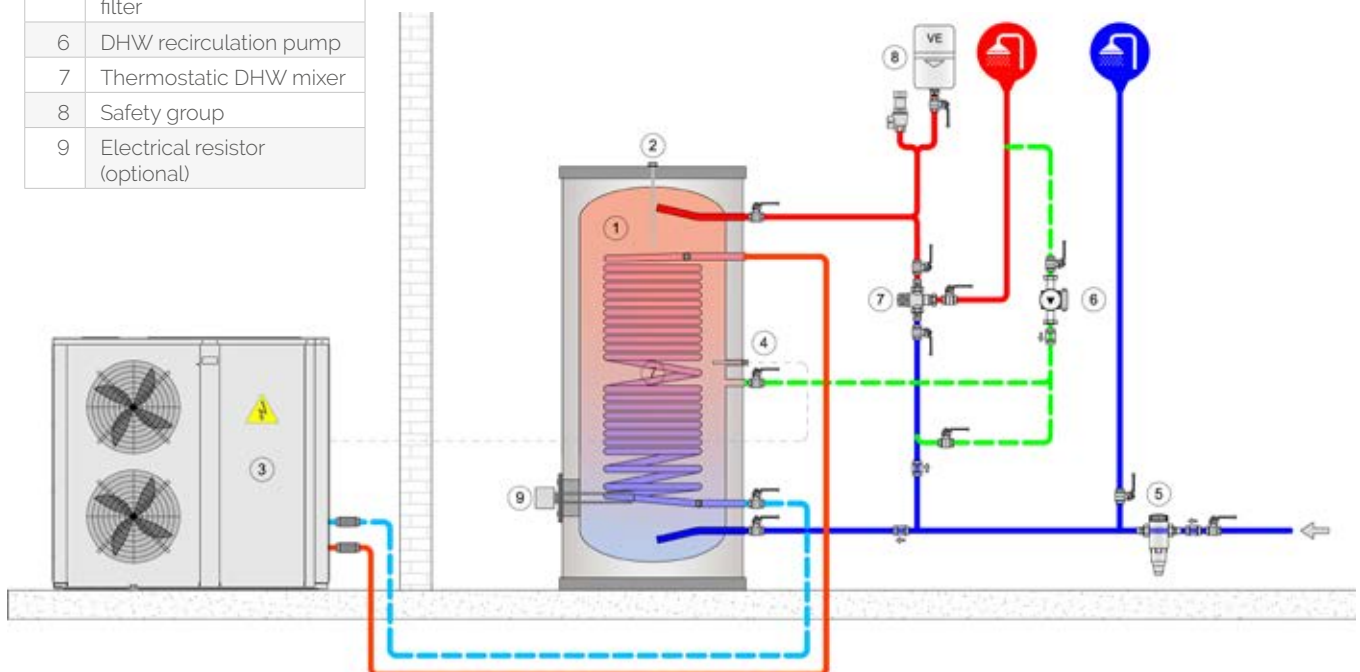 filter
6 DHW recirculation pump
7 Thermostatic DHW mixer
8 Safety group
9 Electrical resistor
(optional)
VE
8
2
1
7
6
4
7
3
9
5